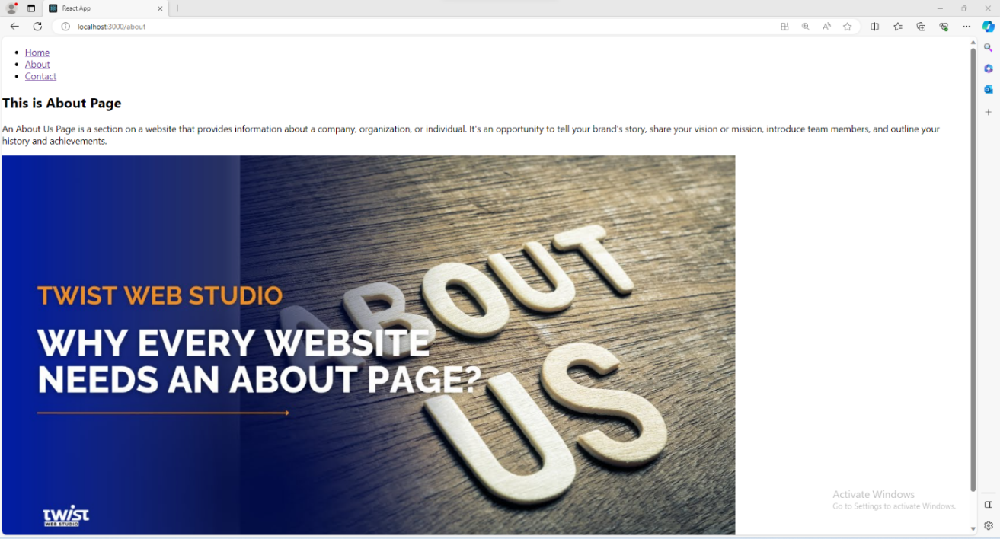 React App
localhost:3000/about
Home
About
Contact
This is About Page
An About Us Page is a section on a website that provides information about a company, organization, or individual. It's an opportunity to tell your brand's story, share your vision or mission, introduce team members, and outline your
history and achievements.
ABOUT
US
TWIST WEB STUDIO
WHY EVERY WEBSITE
NEEDS AN ABOUT PAGE?
twist
WEB STUDIO
Activate Windows
Go to Settings to activate Windows.